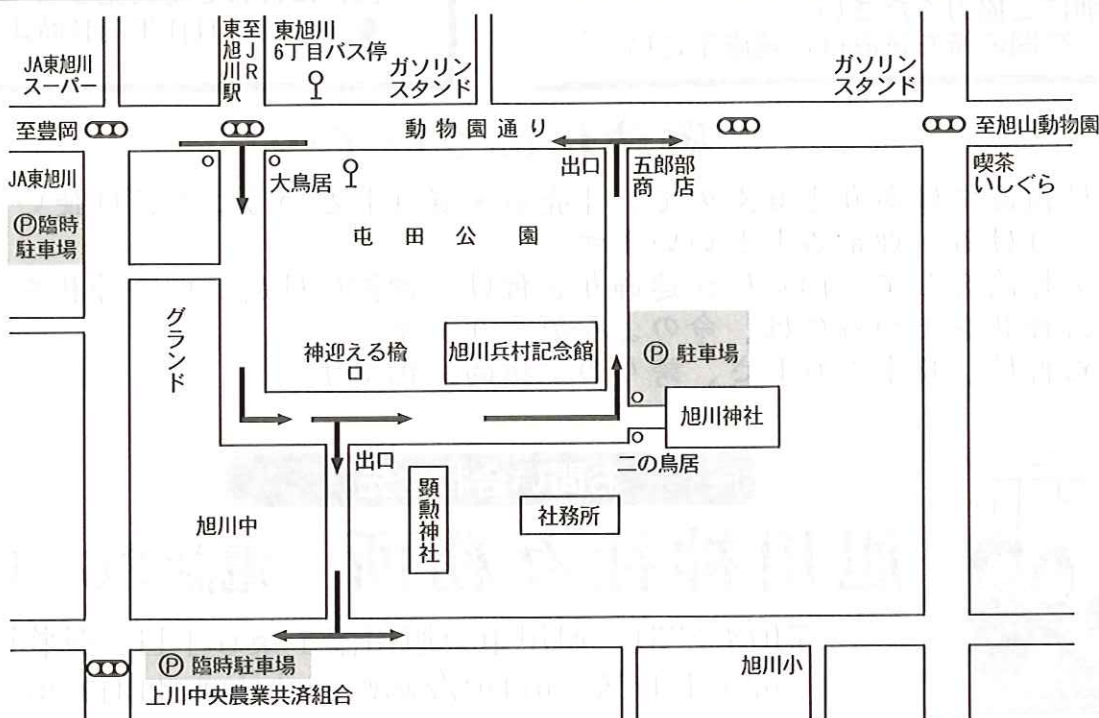 JA東旭川
スーパー
至JR
東旭川駅
東旭川
6丁目バス停
ガソリン
スタンド
ガソリン
スタンド
至豊岡
動物園通り
至旭山動物園
JA東旭川
Ⓟ臨時
駐車場
大鳥居
出口
五郎部
商店
喫茶
いしぐら
屯田公園
グランド
神迎える楡
旭川兵村記念館
Ⓟ 駐車場
旭川神社
二の鳥居
出口
顕勲神社
社務所
旭川中
Ⓟ 臨時駐車場
上川中央農業共済組合
旭川小